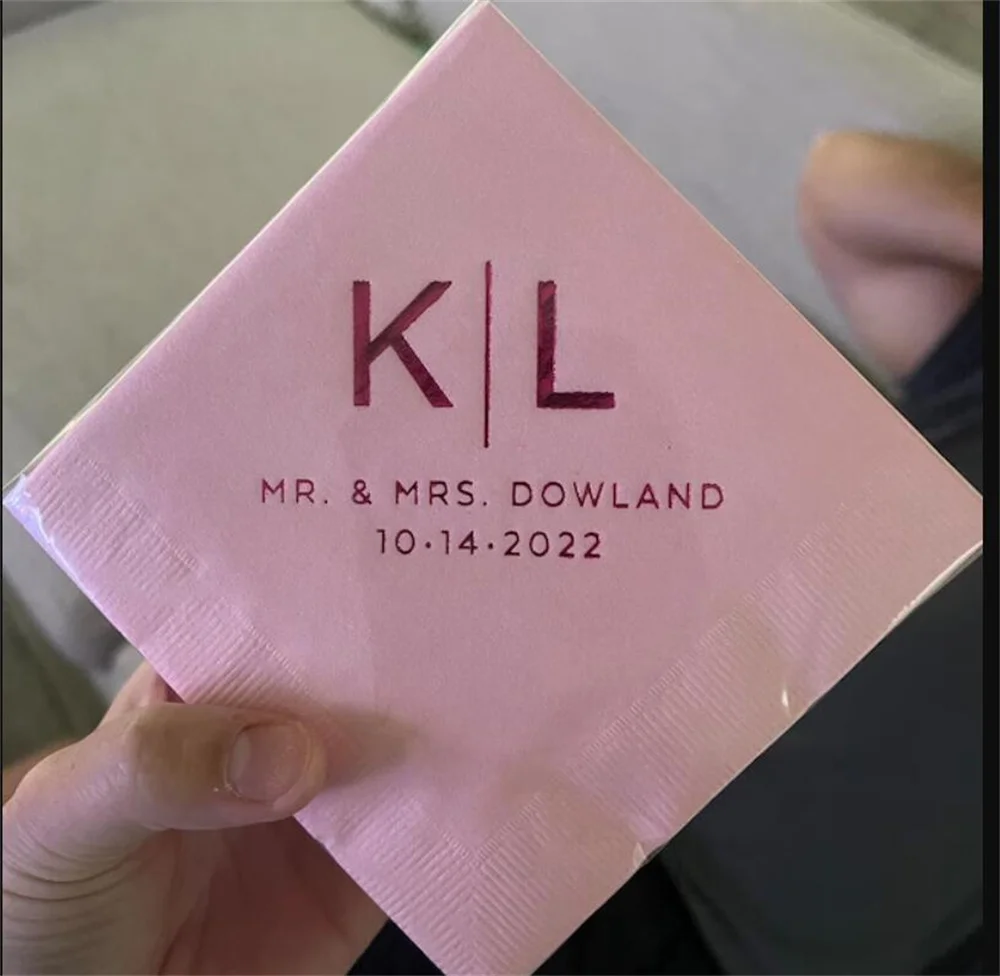 K|L
MR. & MRS. DOWLAND
10·14·2022